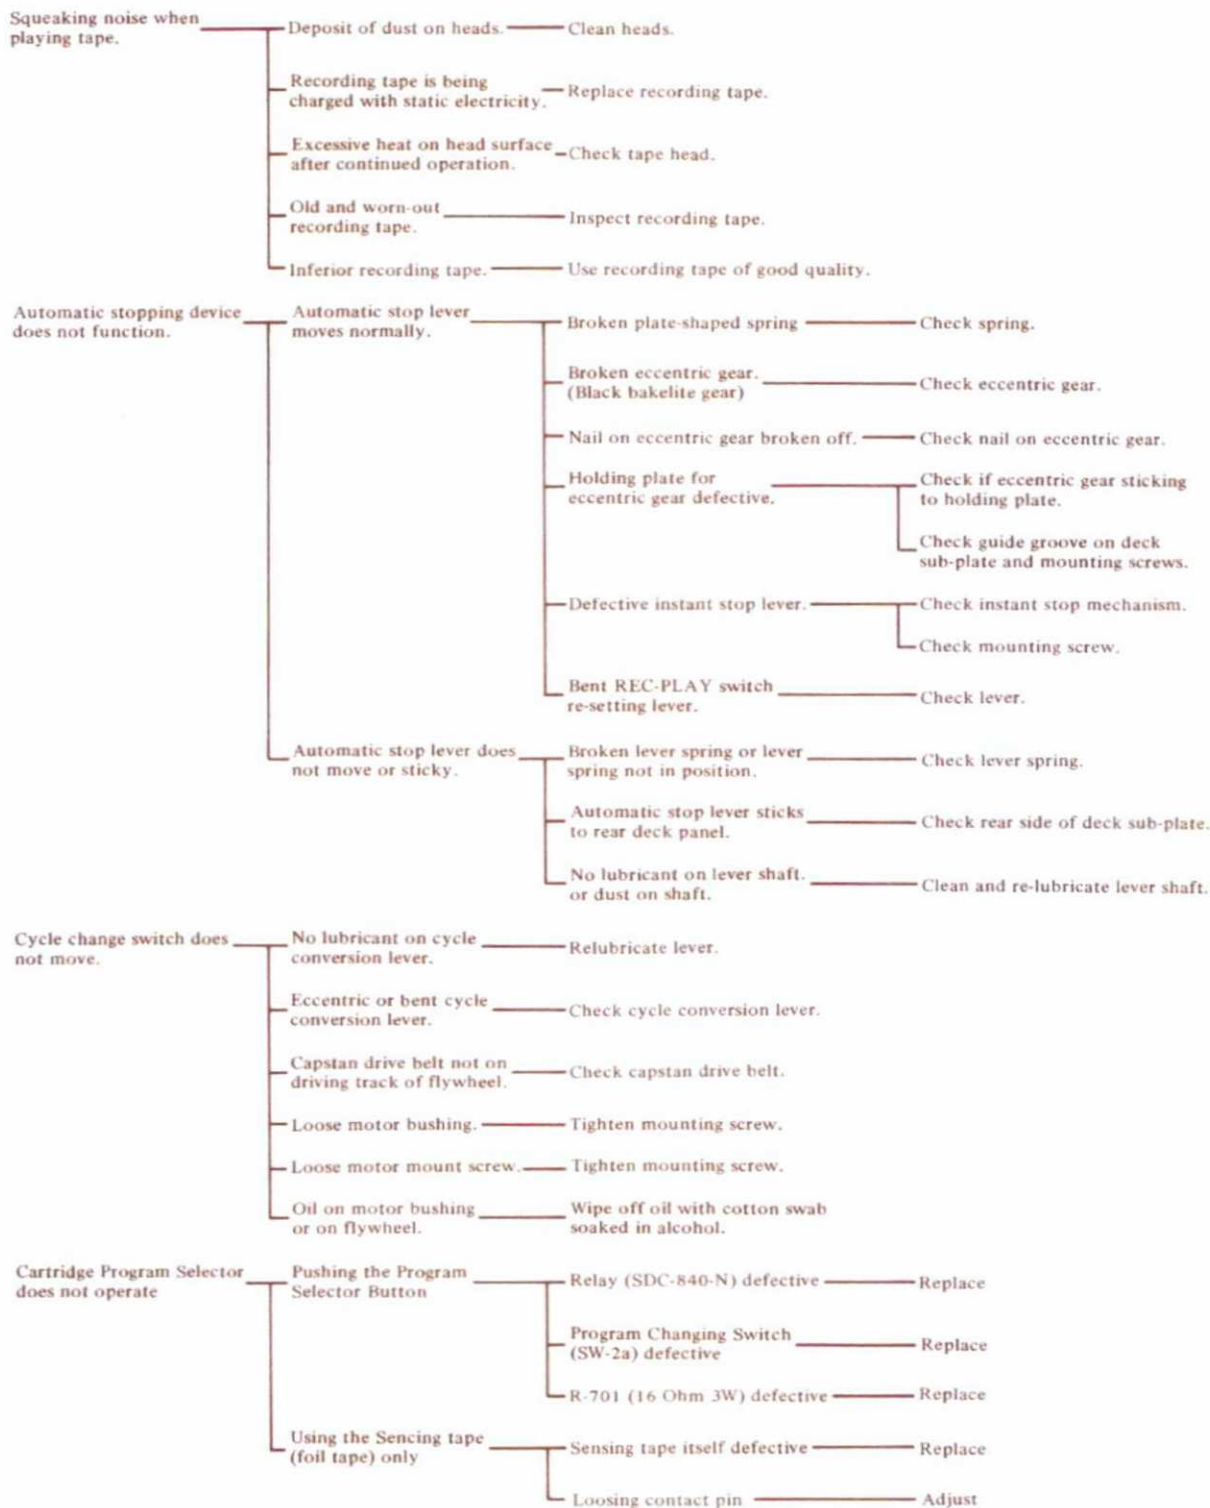 Squeaking noise when
playing tape.
Deposit of dust on heads.
Clean heads.
Recording tape is being
charged with static electricity.
Replace recording tape.
Excessive heat on head surface
after continued operation.
Check tape head.
Old and worn-out
recording tape.
Inspect recording tape.
Inferior recording tape.
Use recording tape of good quality.
Automatic stopping device
does not function.
Automatic stop lever
moves normally.
Broken plate-shaped spring
Check spring.
Broken eccentric gear.
(Black bakelite gear)
Check eccentric gear.
Nail on eccentric gear broken off.
Check nail on eccentric gear.
Holding plate for
eccentric gear defective.
Check if eccentric gear sticking
to holding plate.
Check guide groove on deck
sub-plate and mounting screws.
Defective instant stop lever.
Check instant stop mechanism.
Check mounting screw.
Bent REC-PLAY switch
re-setting lever.
Check lever.
Automatic stop lever does
not move or sticky.
Broken lever spring or lever
spring not in position.
Check lever spring.
Automatic stop lever sticks
to rear deck panel.
Check rear side of deck sub-plate.
No lubricant on lever shaft.
or dust on shaft.
Clean and re-lubricate lever shaft.
Cycle change switch does
not move.
No lubricant on cycle
conversion lever.
Relubricate lever.
Eccentric or bent cycle
conversion lever.
Check cycle conversion lever.
Capstan drive belt not on
driving track of flywheel.
Check capstan drive belt.
Loose motor bushing.
Tighten mounting screw.
Loose motor mount screw.
Tighten mounting screw.
Oil on motor bushing
or on flywheel.
Wipe off oil with cotton swab
soaked in alcohol.
Cartridge Program Selector
does not operate
Pushing the Program
Selector Button
Relay (SDC-840-N) defective
Replace
Program Changing Switch
(SW-2a) defective
Replace
R-701 (16 Ohm 3W) defective
Replace
Using the Sencing tape
(foil tape) only
Sensing tape itself defective
Replace
Loosing contact pin
Adjust